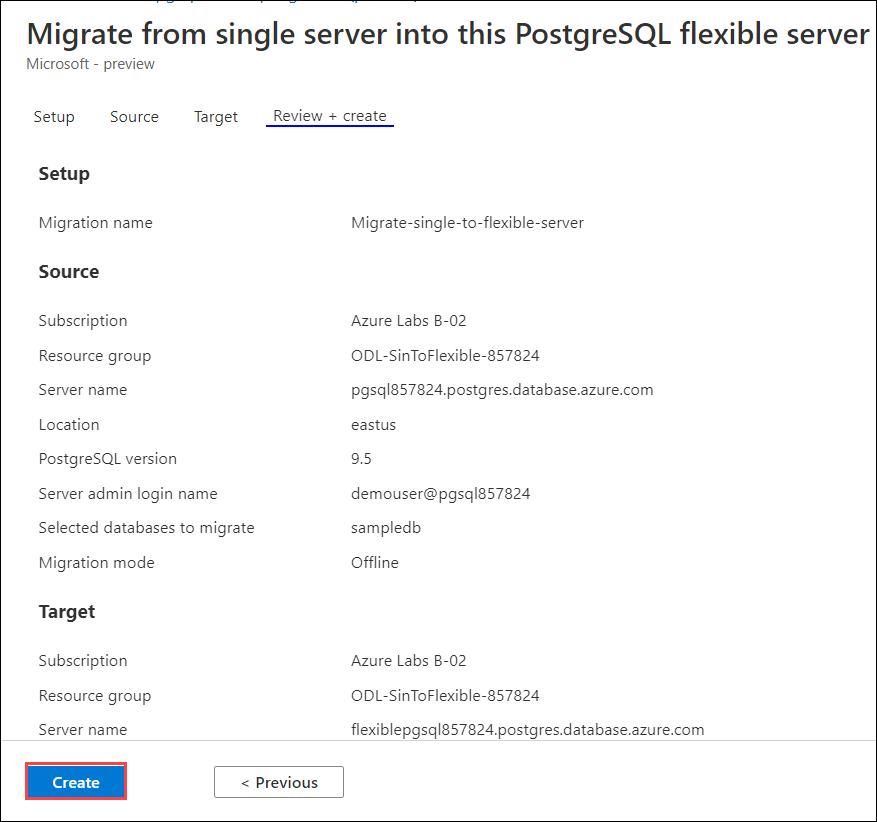 Migrate from single server into this PostgreSQL flexible server
Microsoft - preview
Setup Source Target Review + create
Setup
Migration name Migrate-single-to-flexible-server
Source
Subscription Azure Labs B-02
Resource group ODL-SinToFlexible-857824
Server name pgsql857824.postgres.database.azure.com
Location eastus
PostgreSQL version 9.5
Server admin login name demouser@pgsql857824
Selected databases to migrate sampledb
Migration mode Offline
Target
Subscription Azure Labs B-02
Resource group ODL-SinToFlexible-857824
Server name flexiblepgsql857824.postgres.database.azure.com
Create < Previous